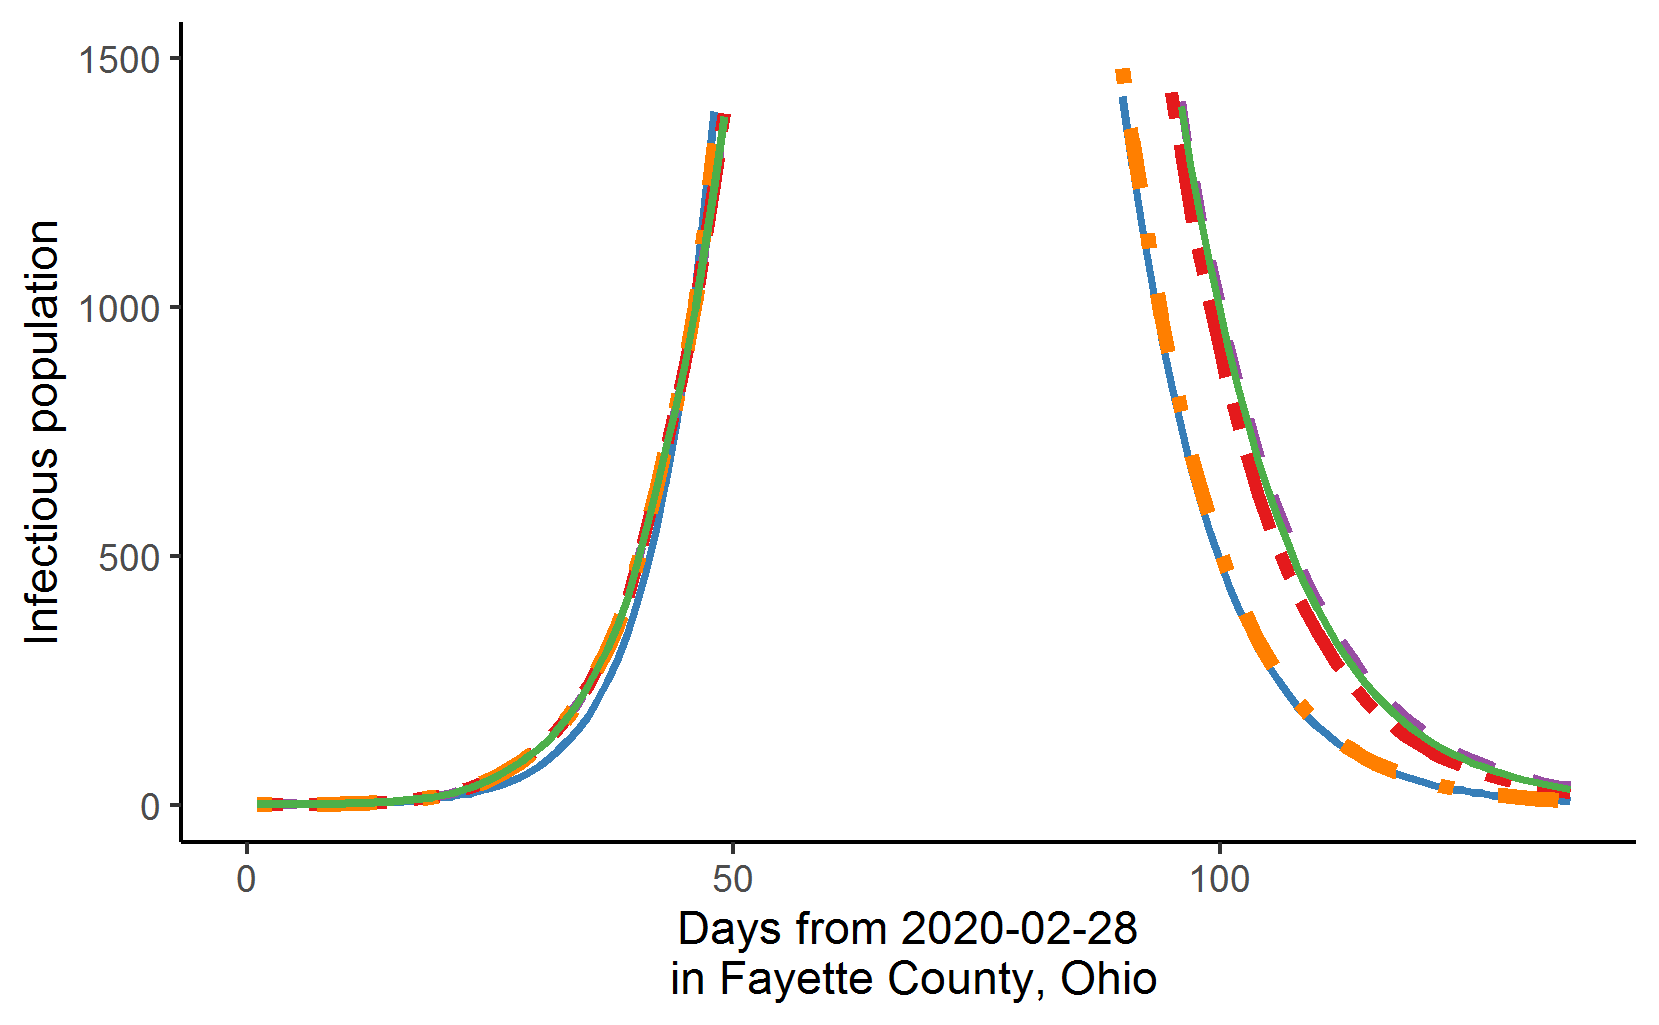 1500
1000
500
0
Infectious population
0 50 100
Days from 2020-02-28
in Fayette County, Ohio